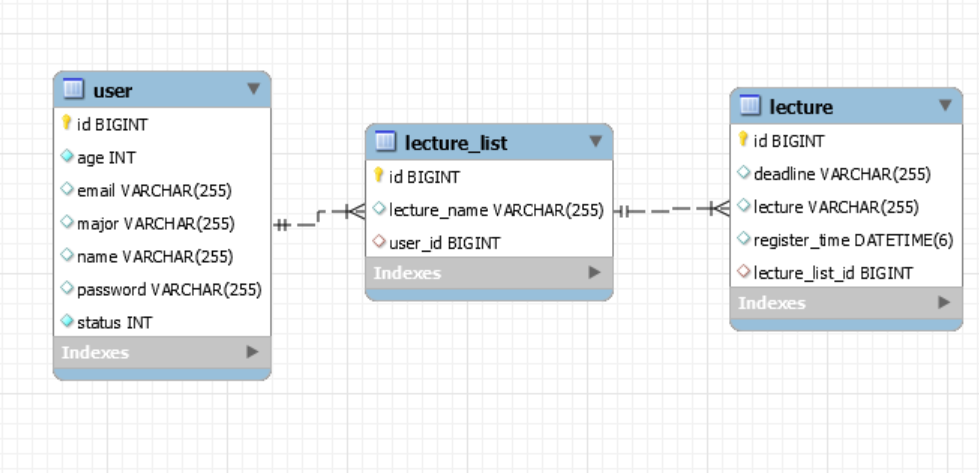 user
id BIGINT
age INT
email VARCHAR(255)
major VARCHAR(255)
name VARCHAR(255)
password VARCHAR(255)
status INT
Indexes
lecture_list
id BIGINT
lecture_name VARCHAR(255)
user_id BIGINT
Indexes
lecture
id BIGINT
deadline VARCHAR(255)
lecture VARCHAR(255)
register_time DATETIME(6)
lecture_list_id BIGINT
Indexes